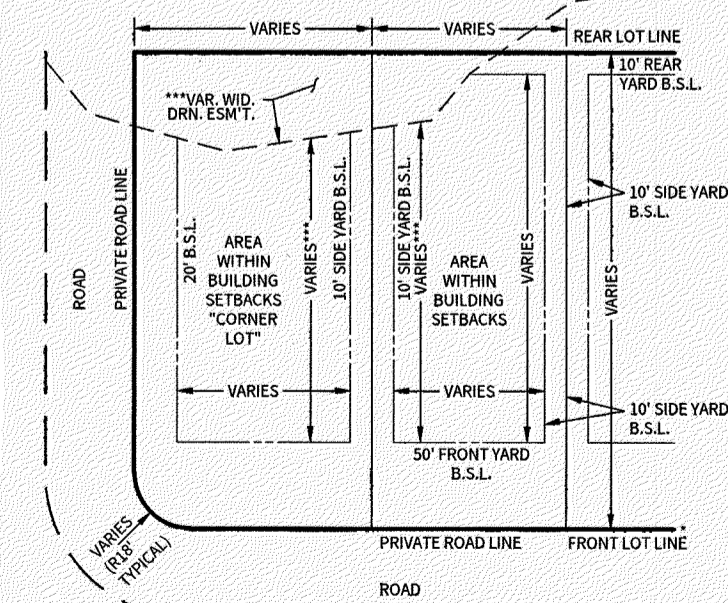 VARIES
VARIES
REAR LOT LINE
10' REAR
YARD B.S.L.
***VAR. WID.
DRN. ESM'T.
PRIVATE ROAD LINE
ROAD
20' B.S.L.
AREA
WITHIN
BUILDING
SETBACKS
"CORNER
LOT"
VARIES***
10' SIDE YARD B.S.L.
10' SIDE YARD B.S.L.
VARIES***
AREA
WITHIN
BUILDING
SETBACKS
VARIES
10' SIDE YARD
B.S.L.
VARIES
VARIES
VARIES
10' SIDE YARD
B.S.L.
50' FRONT YARD
B.S.L.
VARIES
(R18'
TYPICAL)
PRIVATE ROAD LINE
FRONT LOT LINE*
ROAD